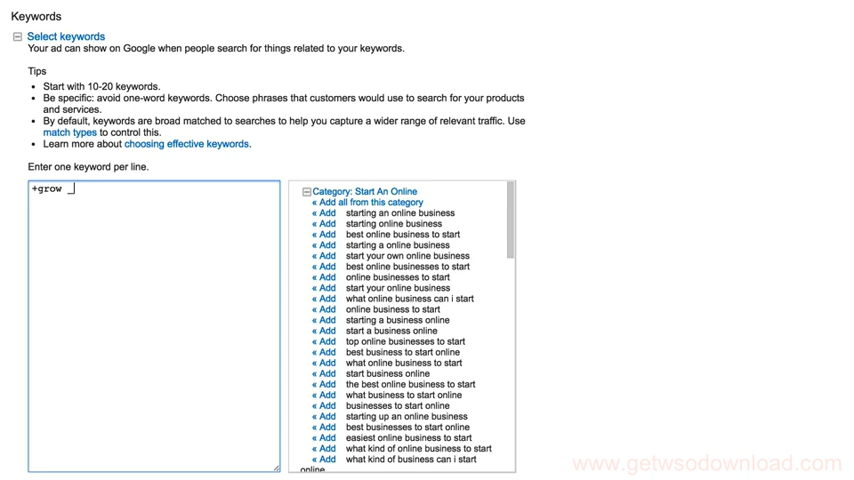 Keywords
Select keywords
Your ad can show on Google when people search for things related to your keywords.
Tips
Start with 10-20 keywords.
Be specific: avoid one-word keywords. Choose phrases that customers would use to search for your products
and services.
By default, keywords are broad matched to searches to help you capture a wider range of relevant traffic. Use
match types to control this.
Learn more about choosing effective keywords.
Enter one keyword per line.
+grow _
Category: Start An Online
« Add all from this category
« Add starting an online business
« Add starting online business
« Add best online business to start
« Add starting a online business
« Add start your own online business
« Add best online businesses to start
« Add online businesses to start
« Add start your online business
« Add what online business can i start
« Add online business to start
« Add starting a business online
« Add start a business online
« Add top online businesses to start
« Add best business to start online
« Add what online business to start
« Add start business online
« Add the best online business to start
« Add what business to start online
« Add businesses to start online
« Add starting up an online business
« Add best businesses to start online
« Add easiest online business to start
« Add what kind of online business to start
« Add what kind of business can i start
online
www.getwsodownload.com